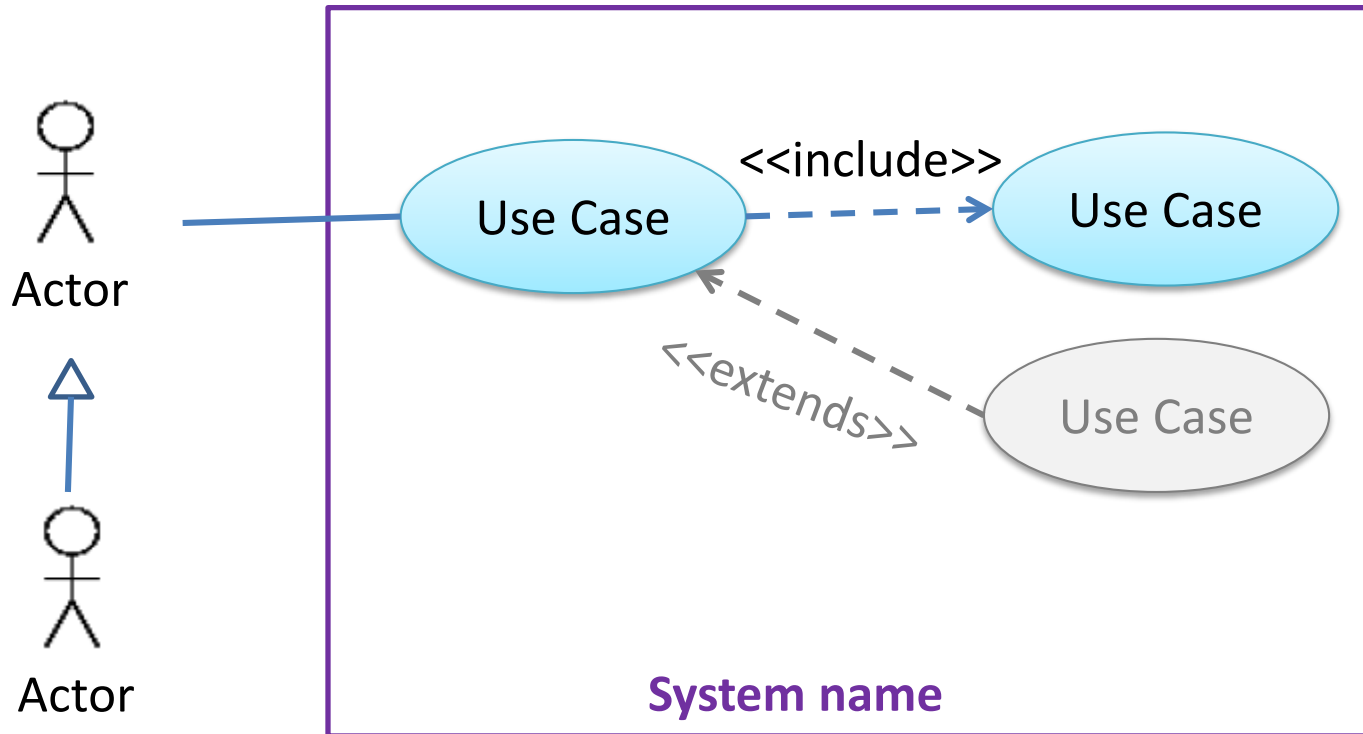 <<include>>
Use Case
Use Case
Actor
<<extends>>
Use Case
System name
Actor